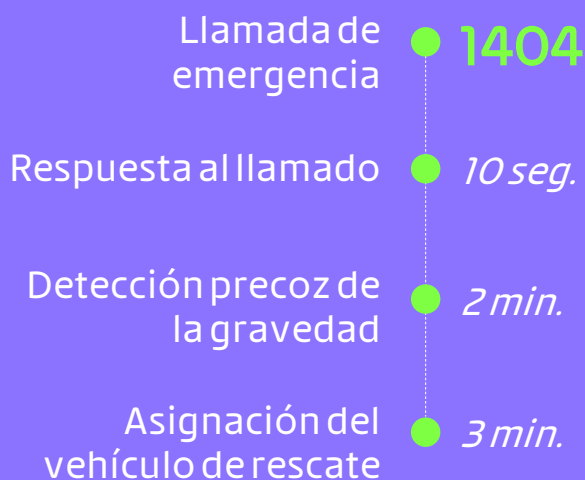 Llamada de
emergencia
1404
Respuesta al llamado
10 seg.
Detección precoz de
la gravedad
2 min.
Asignación del
vehículo de rescate
3 min.